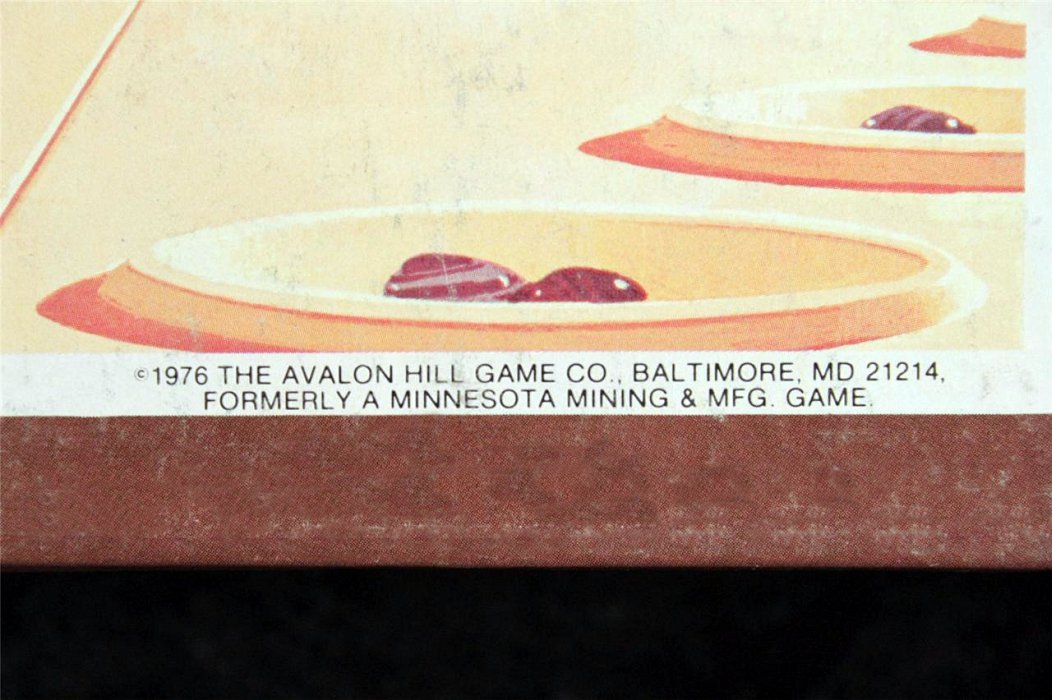 ©1976 THE AVALON HILL GAME CO., BALTIMORE, MD 21214,
FORMERLY A MINNESOTA MINING & MFG. GAME.